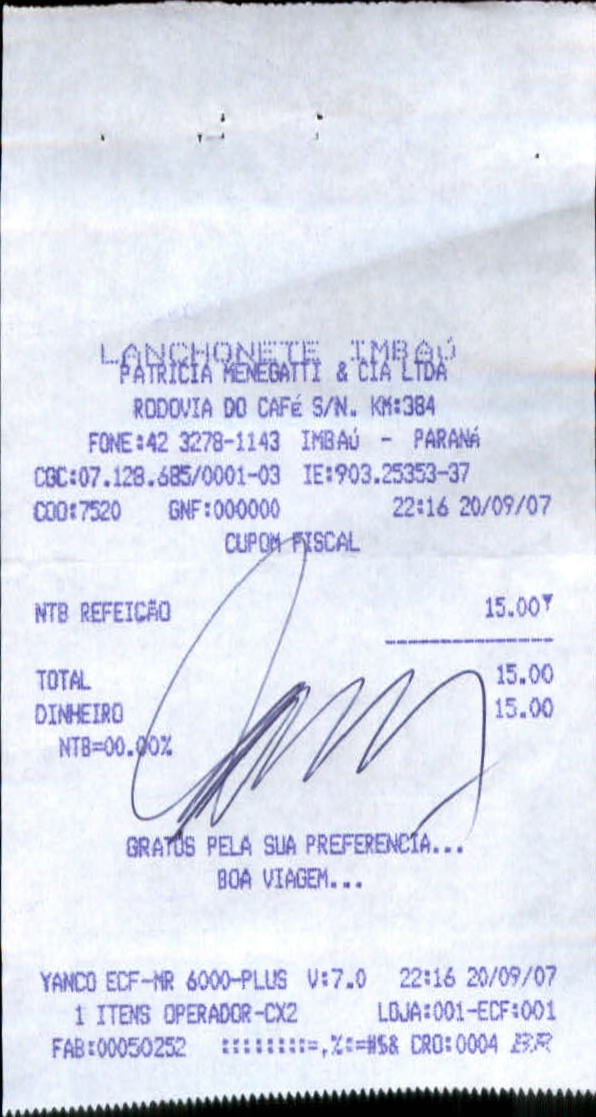 LANCHONETE IMBAÚ
PATRICIA MENEGATTI & CIA LTDA
RODOVIA DO CAFé S/N. KM:384
FONE:42 3278-1143 IMBAÚ - PARANÁ
CGC:07.128.685/0001-03 IE:903.25353-37
COO:7520 GNF:000000 22:16 20/09/07
CUPOM FISCAL
NTB REFEIÇÃO 15.00
TOTAL 15.00
DINHEIRO 15.00
NTB=00.00%
GRATOS PELA SUA PREFERENCIA...
BOA VIAGEM...
YANCO ECF-MR 6000-PLUS V:7.0 22:16 20/09/07
1 ITENS OPERADOR-CX2 LOJA:001-ECF:001
FAB:00050252 ::::::::=,%:=#$& CRO:0004 BR